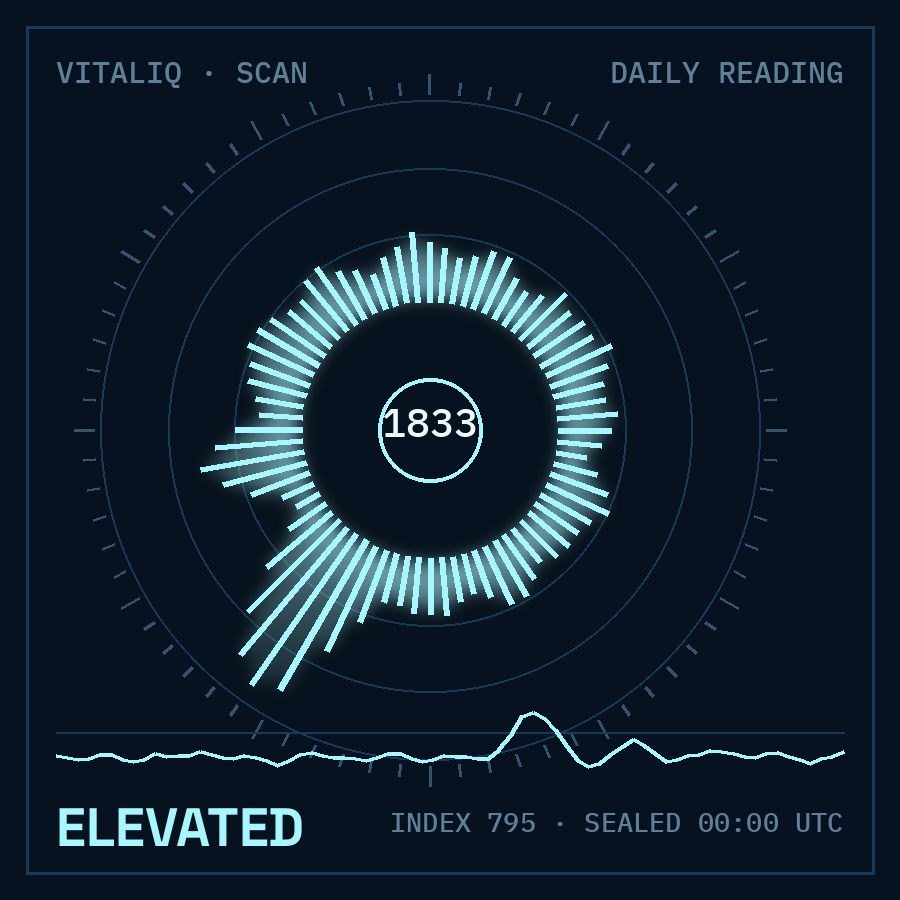 VITALIQ · SCAN
DAILY READING
1833
ELEVATED
INDEX 795 · SEALED 00:00 UTC